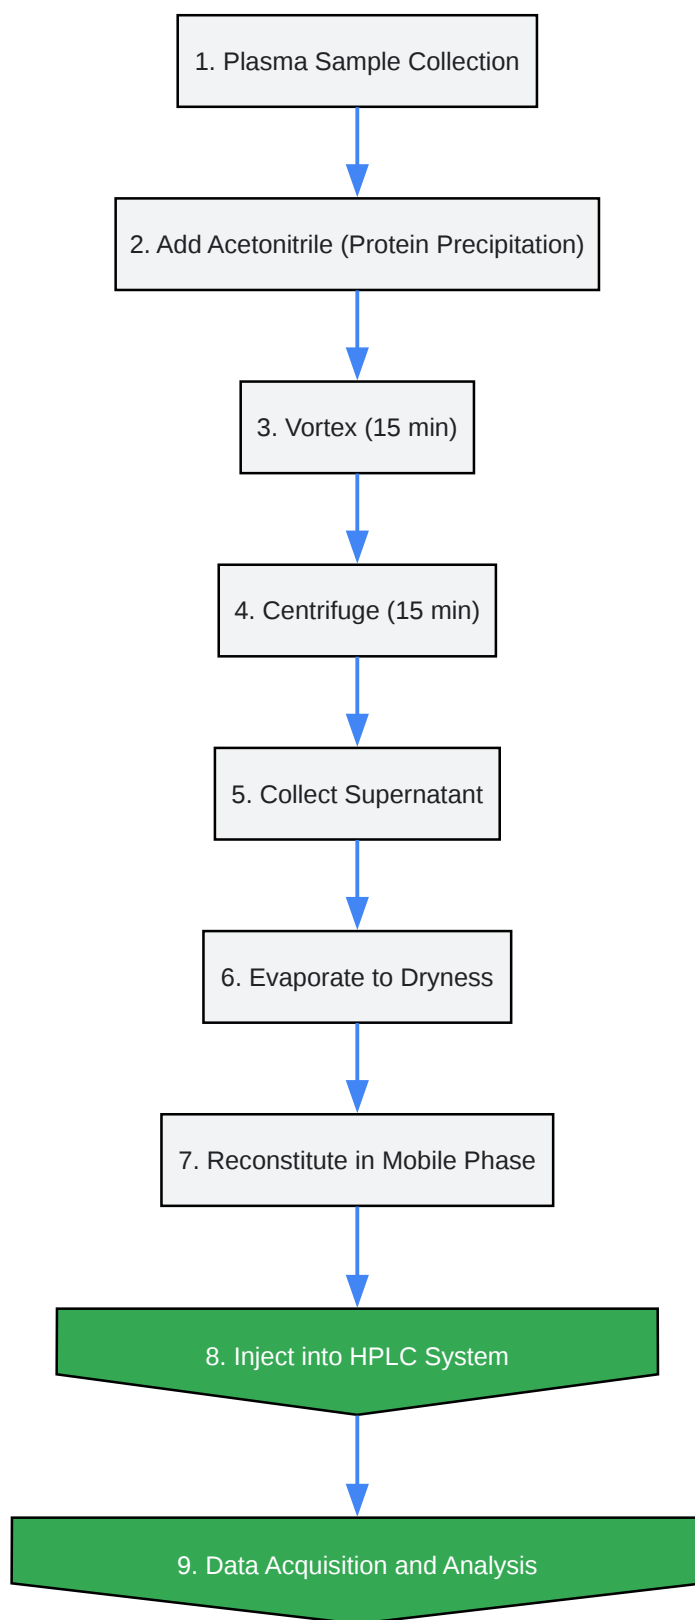 1. Plasma Sample Collection
2. Add Acetonitrile (Protein Precipitation)
3. Vortex (15 min)
4. Centrifuge (15 min)
5. Collect Supernatant
6. Evaporate to Dryness
7. Reconstitute in Mobile Phase
8. Inject into HPLC System
9. Data Acquisition and Analysis